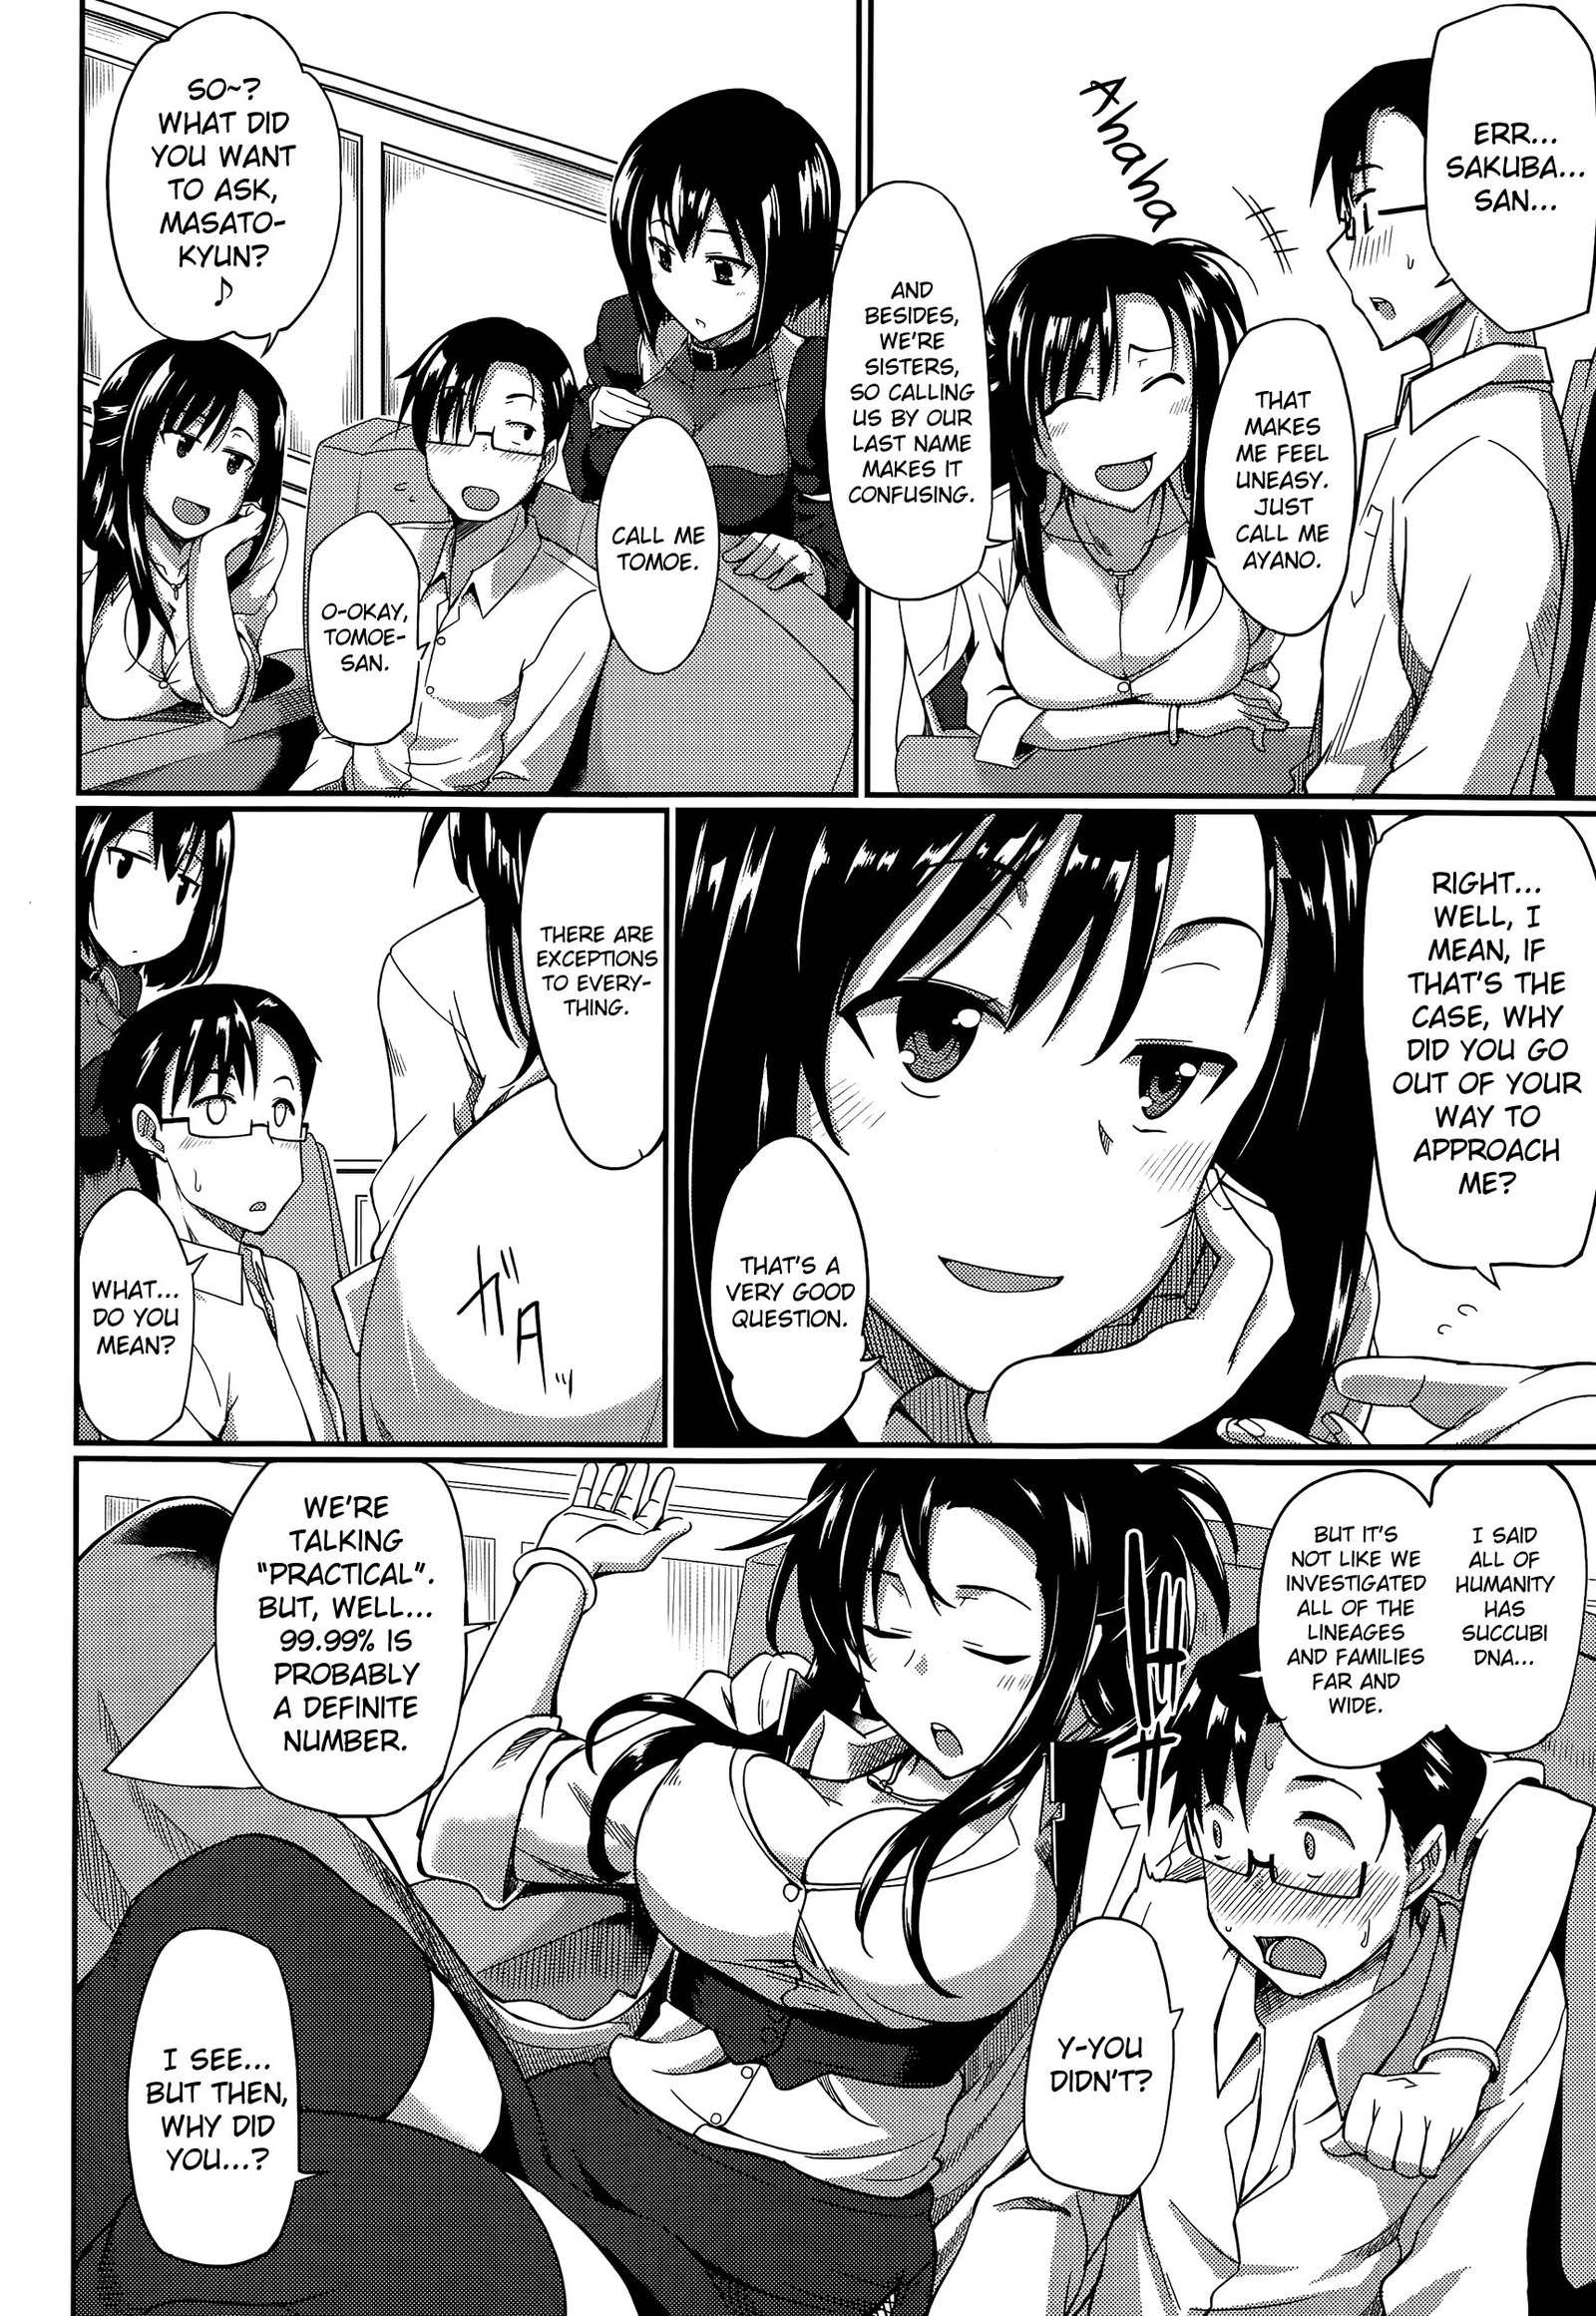 ERR...
SAKUBA...
SAN...
THAT
MAKES
ME FEEL
UNEASY.
JUST
CALL ME
AYANO.
Ahaha
AND
BESIDES,
WE'RE
SISTERS,
SO CALLING
US BY OUR
LAST NAME
MAKES IT
CONFUSING.
CALL ME
TOMOE.
O-OKAY,
TOMOE-
SAN.
SO~?
WHAT DID
YOU WANT
TO ASK,
MASATO-
KYUN?
♪
RIGHT...
WELL, I
MEAN, IF
THAT'S THE
CASE, WHY
DID YOU GO
OUT OF YOUR
WAY TO
APPROACH
ME?
THAT'S A
VERY GOOD
QUESTION.
THERE ARE
EXCEPTIONS
TO EVERY-
THING.
ガタッ
WHAT...
DO YOU
MEAN?
I SAID
ALL OF
HUMANITY
HAS
SUCCUBI
DNA...
BUT IT'S
NOT LIKE WE
INVESTIGATED
ALL OF THE
LINEAGES
AND FAMILIES
FAR AND
WIDE.
Y-YOU
DIDN'T?
WE'RE
TALKING
"PRACTICAL".
BUT, WELL...
99.99% IS
PROBABLY
A DEFINITE
NUMBER.
I SEE...
BUT THEN,
WHY DID
YOU...?